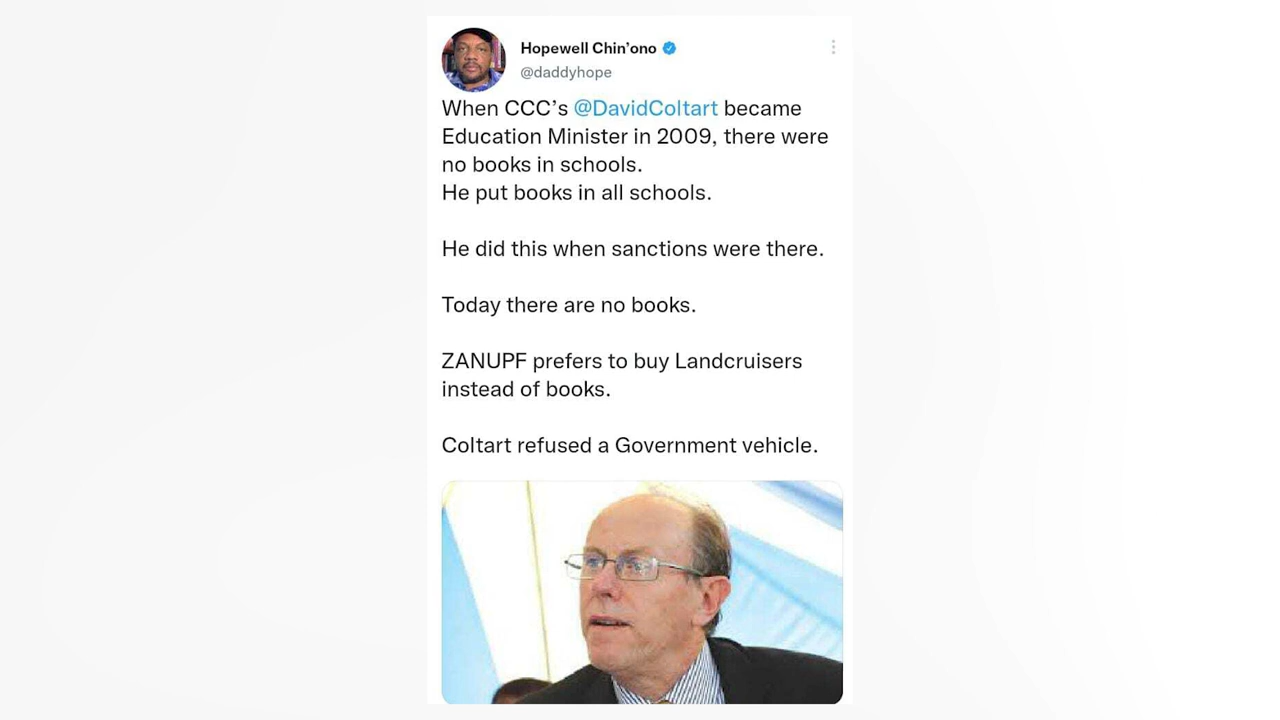 Hopewell Chin’ono
@daddyhope
When CCC’s @DavidColtart became
Education Minister in 2009, there were
no books in schools.
He put books in all schools.
He did this when sanctions were there.
Today there are no books.
ZANUPF prefers to buy Landcruisers
instead of books.
Coltart refused a Government vehicle.